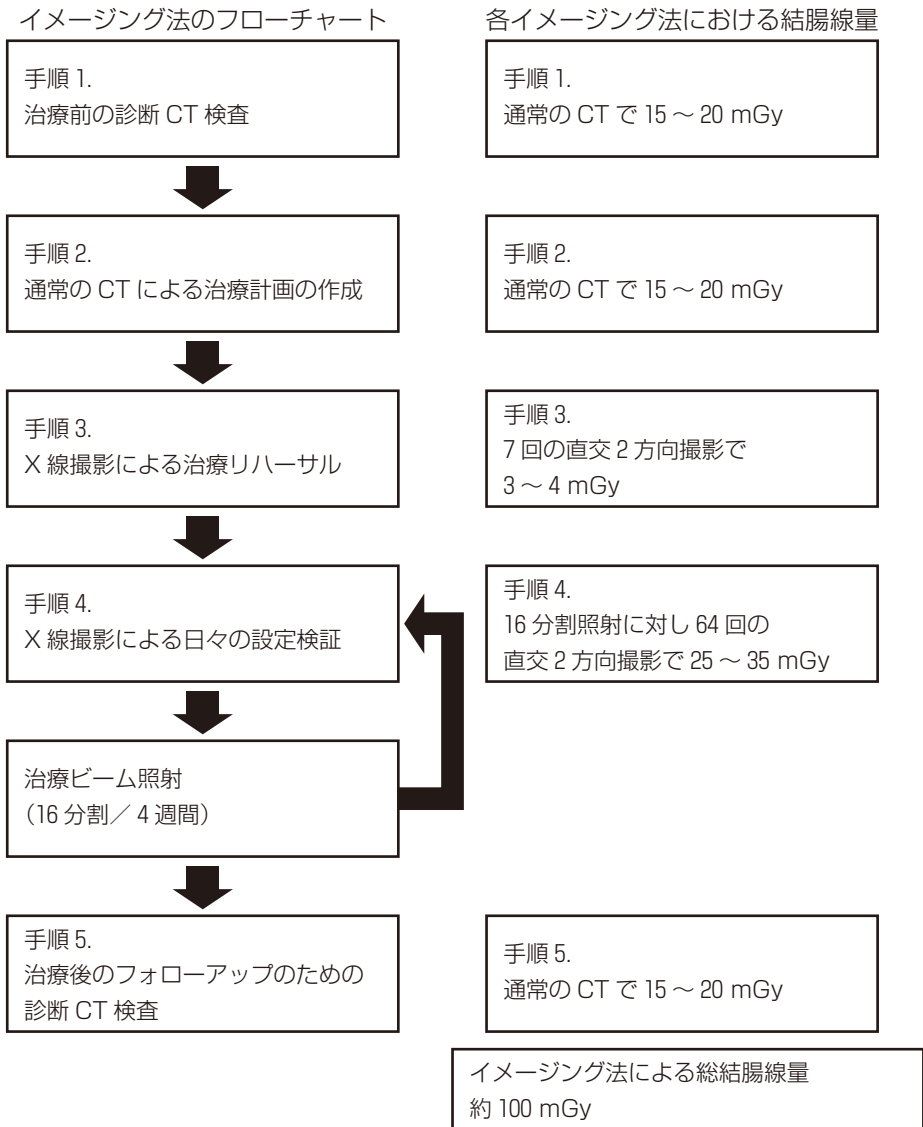 イメージング法のフローチャート
各イメージング法における結腸線量
手順 1.
治療前の診断 CT 検査
手順 1.
通常の CT で 15 ～ 20 mGy
手順 2.
通常の CT による治療計画の作成
手順 2.
通常の CT で 15 ～ 20 mGy
手順 3.
X 線撮影による治療リハーサル
手順 3.
7 回の直交 2 方向撮影で
3 ～ 4 mGy
手順 4.
X 線撮影による日々の設定検証
手順 4.
16 分割照射に対し 64 回の
直交 2 方向撮影で 25 ～ 35 mGy
治療ビーム照射
（16 分割／ 4 週間）
手順 5.
治療後のフォローアップのための
診断 CT 検査
手順 5.
通常の CT で 15 ～ 20 mGy
イメージング法による総結腸線量
約 100 mGy